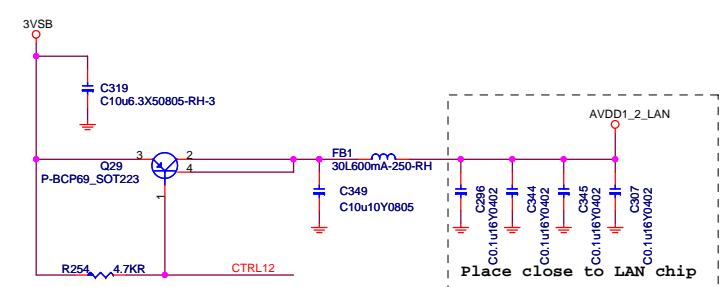 3VSB
C319
C10u6.3X50805-RH-3
AVDD1_2_LAN
3
2
4
1
Q29
P-BCP69_SOT223
FB1
30L600mA-250-RH
C349
C10u10Y0805
C296
C0.1u16Y0402
C344
C0.1u16Y0402
C345
C0.1u16Y0402
C307
C0.1u16Y0402
R254
4.7KR
CTRL12
Place close to LAN chip